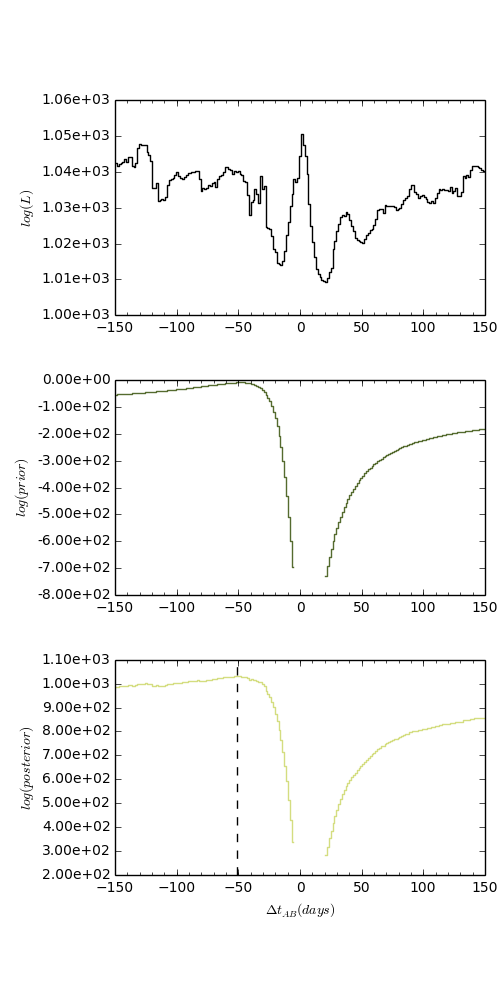 1.06e+03
1.05e+03
1.04e+03
1.03e+03
1.02e+03
1.01e+03
1.00e+03
log(L)
−150 −100 −50 0 50 100 150
0.00e+00
-1.00e+02
-2.00e+02
-3.00e+02
-4.00e+02
-5.00e+02
-6.00e+02
-7.00e+02
-8.00e+02
log(prior)
−150 −100 −50 0 50 100 150
1.10e+03
1.00e+03
9.00e+02
8.00e+02
7.00e+02
6.00e+02
5.00e+02
4.00e+02
3.00e+02
2.00e+02
log(posterior)
−150 −100 −50 0 50 100 150
Δt_AB(days)